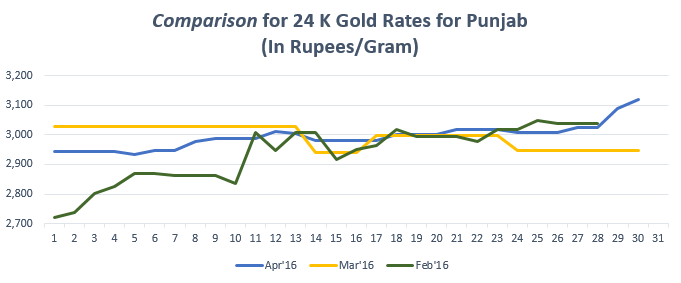 Comparison for 24 K Gold Rates for Punjab
(In Rupees/Gram)
3,200
3,100
3,000
2,900
2,800
2,700
1 2 3 4 5 6 7 8 9 10 11 12 13 14 15 16 17 18 19 20 21 22 23 24 25 26 27 28 29 30 31
Apr'16 Mar'16 Feb'16